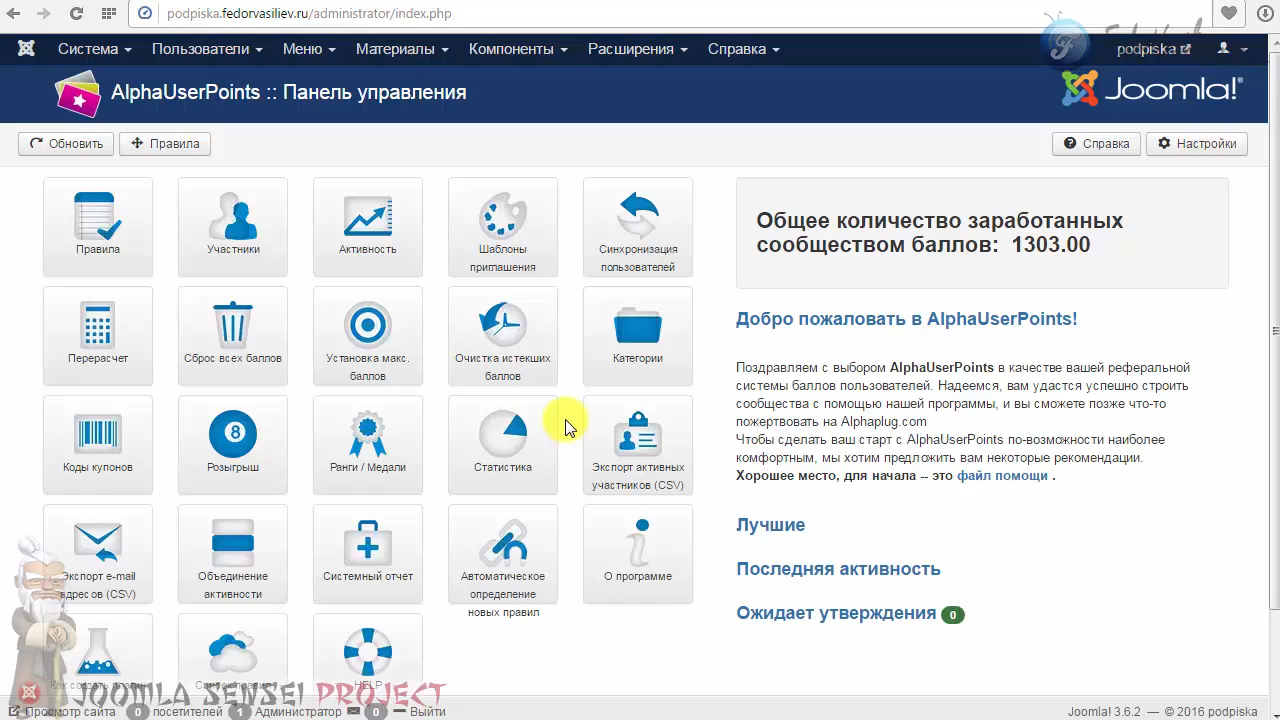 podpiska.fedorvasiliev.ru/administrator/index.php
Система Пользователи Меню Материалы Компоненты Расширения Справка podpiska
AlphaUserPoints :: Панель управления
Joomla!®
Обновить Правила Справка Настройки
Правила
Участники
Активность
Шаблоны
приглашения
Синхронизация
пользователей
Перерасчет
Сброс всех баллов
Установка макс.
баллов
Очистка истекших
баллов
Категории
Коды купонов
Розыгрыш
8
Ранги / Медали
Статистика
Экспорт активных
участников (CSV)
Экспорт e-mail
адресов (CSV)
Объединение
активности
Системный отчет
Автоматическое
определение
новых правил
О программе
HELP
Общее количество заработанных
сообществом баллов: 1303.00
Добро пожаловать в AlphaUserPoints!
Поздравляем с выбором AlphaUserPoints в качестве вашей реферальной
системы баллов пользователей. Надеемся, вам удастся успешно строить
сообщества с помощью нашей программы, и вы сможете позже что-то
пожертвовать на Alphaplug.com
Чтобы сделать ваш старт с AlphaUserPoints по-возможности наиболее
комфортным, мы хотим предложить вам некоторые рекомендации.
Хорошее место, для начала -- это файл помощи .
Лучшие
Последняя активность
Ожидает утверждения 0
JOOMLA SENSEI PROJECT
Просмотр сайта 0 посетителей 1 Администратор 0 Выйти
Joomla! 3.6.2 — © 2016 podpiska